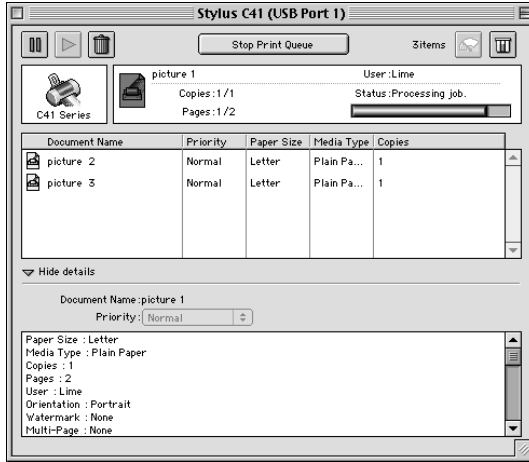 Stylus C41 (USB Port 1)
Stop Print Queue
3items
C41 Series
picture 1
User:Lime
Copies:1/1
Status:Processing job.
Pages:1/2
Document Name Priority Paper Size Media Type Copies
picture 2 Normal Letter Plain Pa... 1
picture 3 Normal Letter Plain Pa... 1
Hide details
Document Name:picture 1
Priority: Normal
Paper Size : Letter
Media Type : Plain Paper
Copies : 1
Pages : 2
User : Lime
Orientation : Portrait
Watermark : None
Multi-Page : None